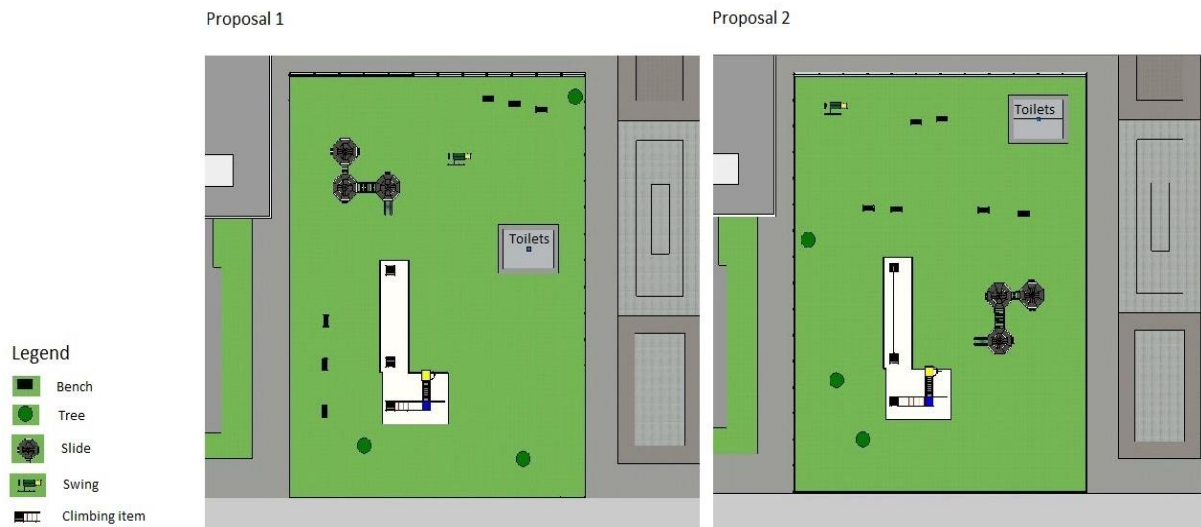 Proposal 1
Proposal 2
Toilets
Toilets
Legend
Bench
Tree
Slide
Swing
Climbing item